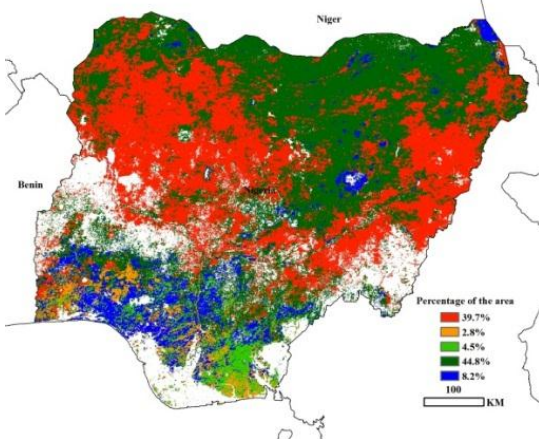 Niger
Benin
Nigeria
Percentage of the area
39.7%
2.8%
4.5%
44.8%
8.2%
100
KM